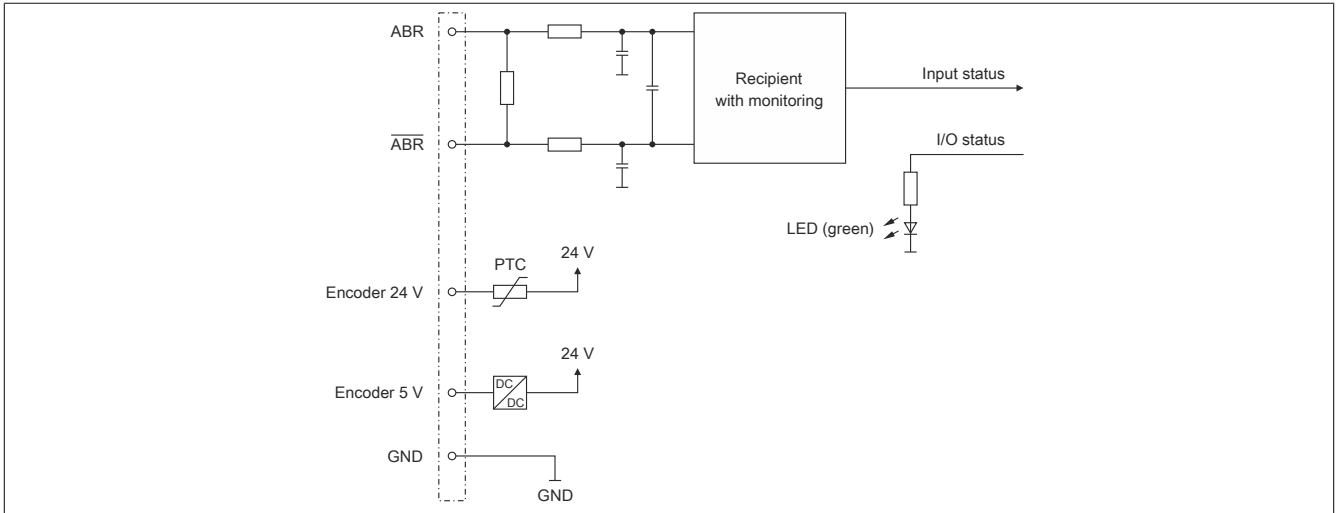 ABR
Recipient
with monitoring
Input status
ABR
I/O status
LED (green)
24 V
PTC
Encoder 24 V
24 V
DC
DC
Encoder 5 V
GND
GND